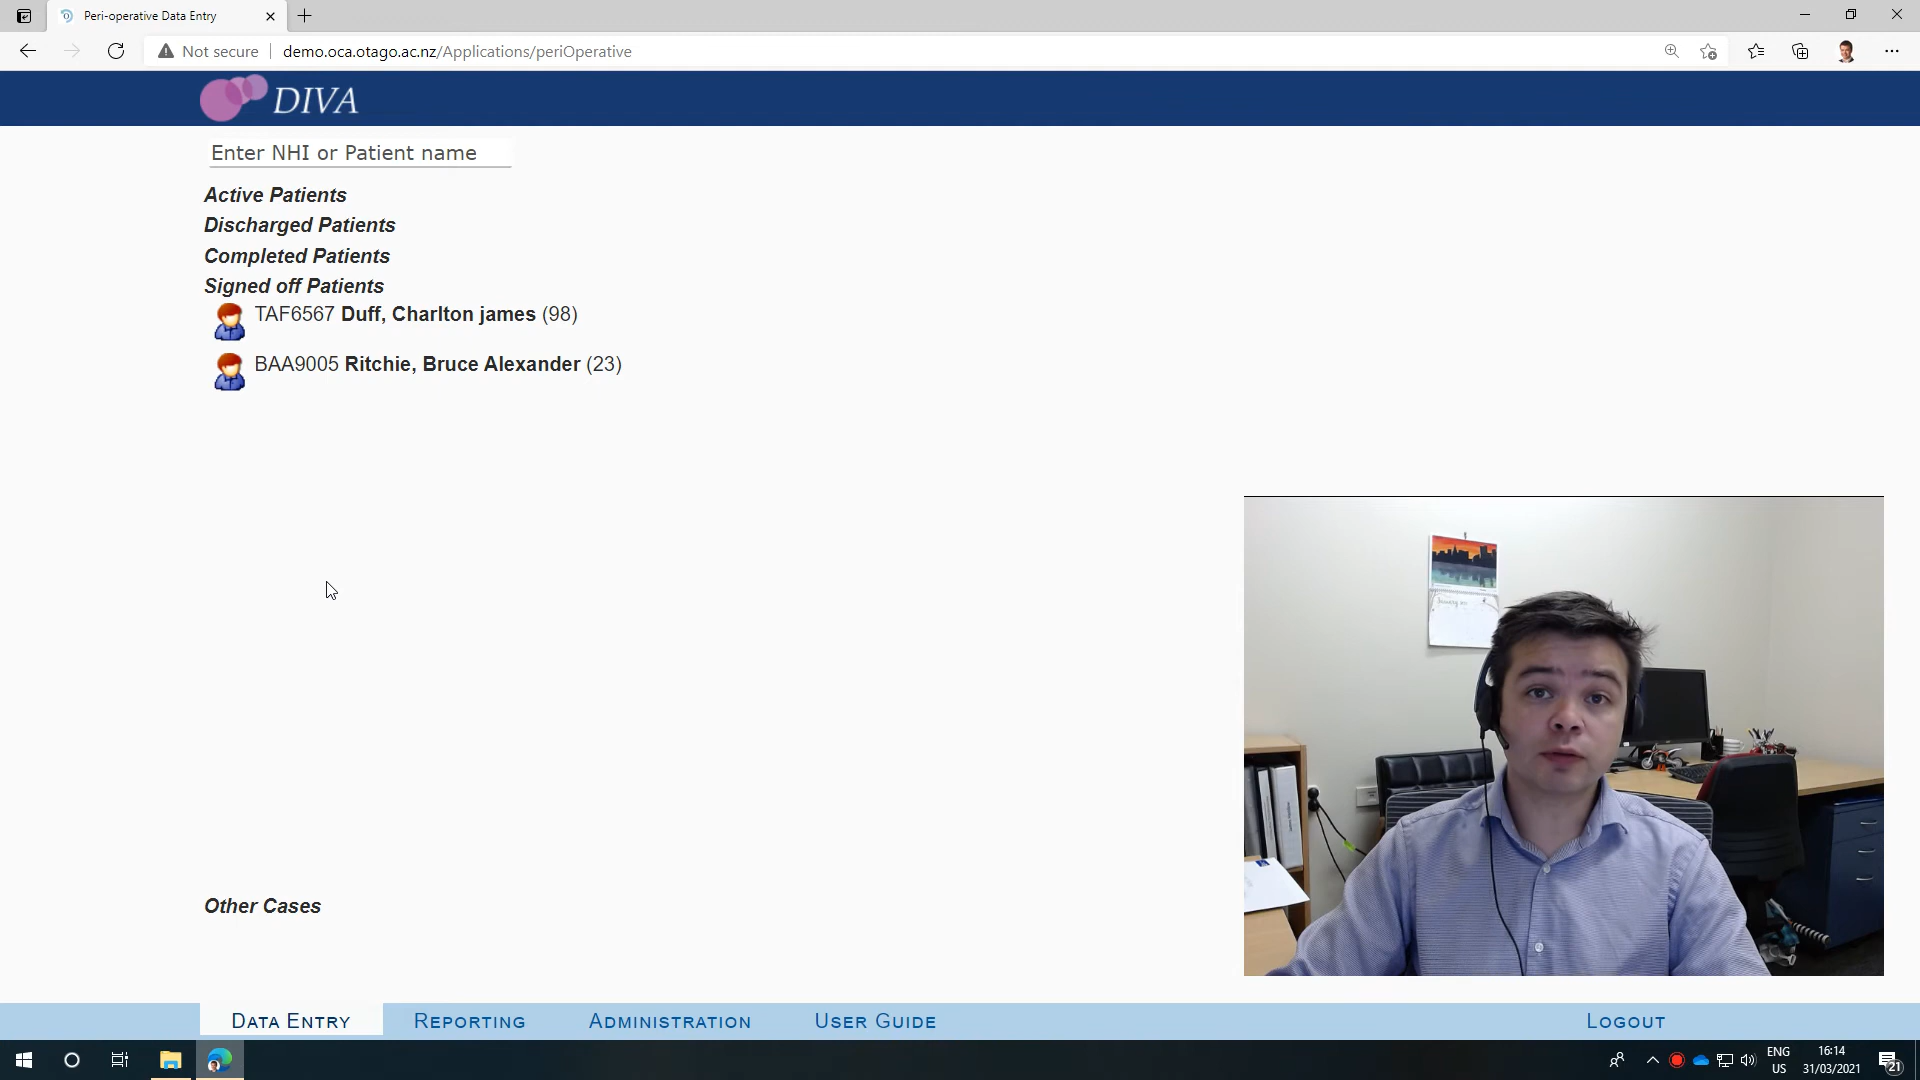 Peri-operative Data Entry
Not secure
demo.oca.otago.ac.nz/Applications/periOperative
DIVA
Enter NHI or Patient name
Active Patients
Discharged Patients
Completed Patients
Signed off Patients
TAF6567 Duff, Charlton james (98)
BAA9005 Ritchie, Bruce Alexander (23)
Other Cases
DATA ENTRY
REPORTING
ADMINISTRATION
USER GUIDE
LOGOUT
ENG
US
16:14
31/03/2021
21